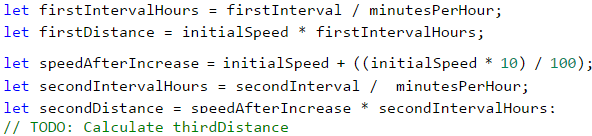 let firstIntervalHours = firstInterval / minutesPerHour;
let firstDistance = initialSpeed * firstIntervalHours;
let speedAfterIncrease = initialSpeed + ((initialSpeed * 10) / 100);
let secondIntervalHours = secondInterval /  minutesPerHour;
let secondDistance = speedAfterIncrease * secondIntervalHours;
// TODO: Calculate thirdDistance